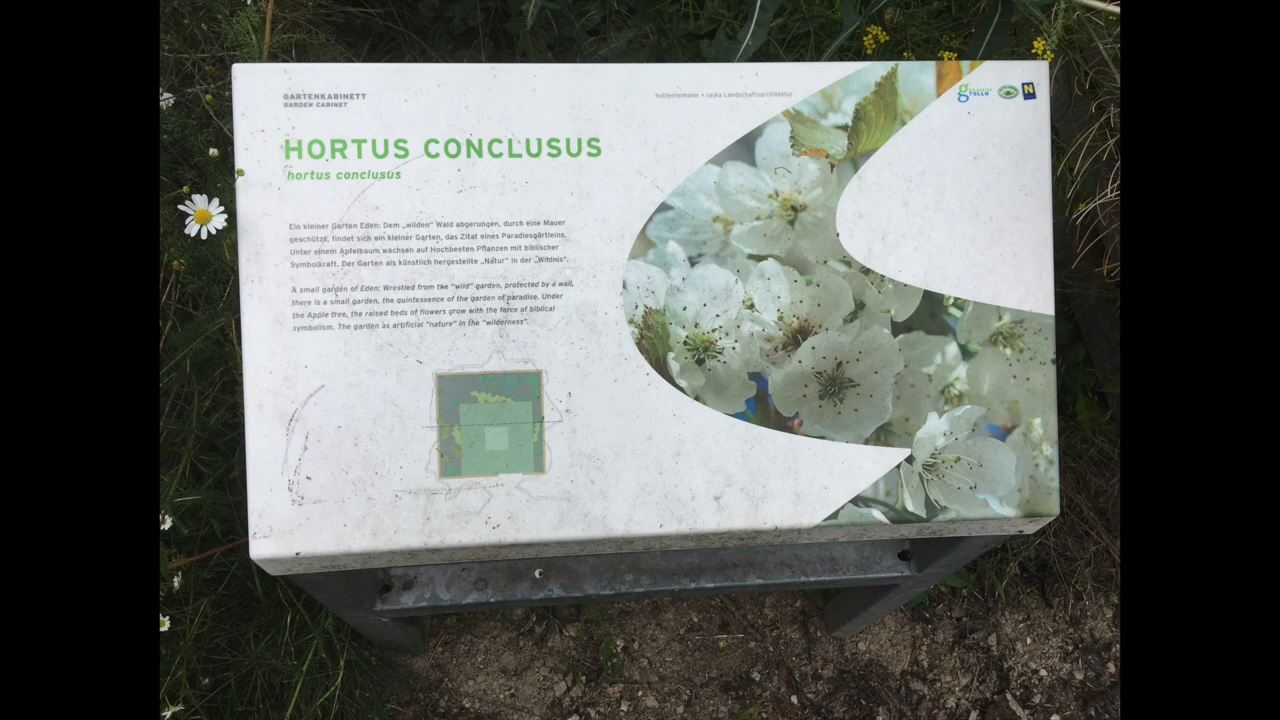 GARTENKABINETT
GARDEN CABINET
hutterreimann + cejka Landschaftsarchitektur
TULLN
N
HORTUS CONCLUSUS
hortus conclusus
Ein kleiner Garten Eden: Dem „wilden“ Wald abgerungen, durch eine Mauer
geschützt, findet sich ein kleiner Garten, das Zitat eines Paradiesgärtleins.
Unter einem Apfelbaum wachsen auf Hochbeeten Pflanzen mit biblischer
Symbolkraft. Der Garten als künstlich hergestellte „Natur“ in der „Wildnis“.
A small garden of Eden: Wrestled from the “wild” garden, protected by a wall,
there is a small garden, the quintessence of the garden of paradise. Under
the Apple tree, the raised beds of flowers grow with the force of biblical
symbolism. The garden as artificial “nature” in the “wilderness”.